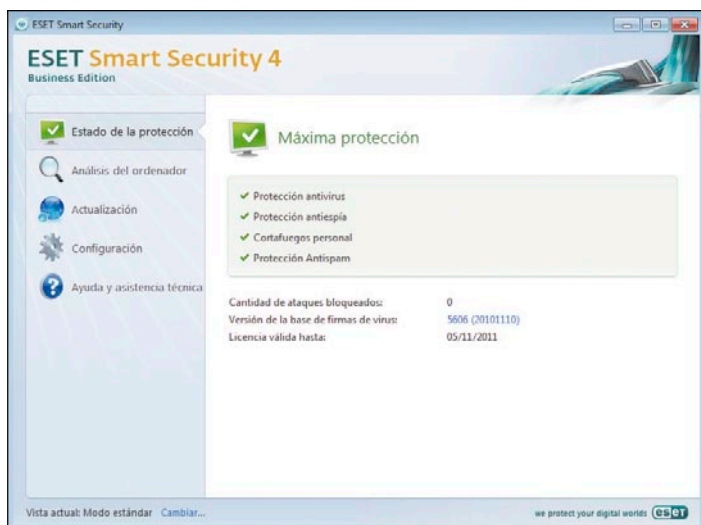 ESET Smart Security
ESET Smart Security 4
Business Edition
Estado de la protección
Análisis del ordenador
Actualización
Configuración
Ayuda y asistencia técnica
Máxima protección
Protección antivirus
Protección antiespía
Cortafuegos personal
Protección Antispam
Cantidad de ataques bloqueados: 0
Versión de la base de firmas de virus: 5606 (20101110)
Licencia válida hasta: 05/11/2011
Vista actual: Modo estándar Cambiar...
we protect your digital worlds eset